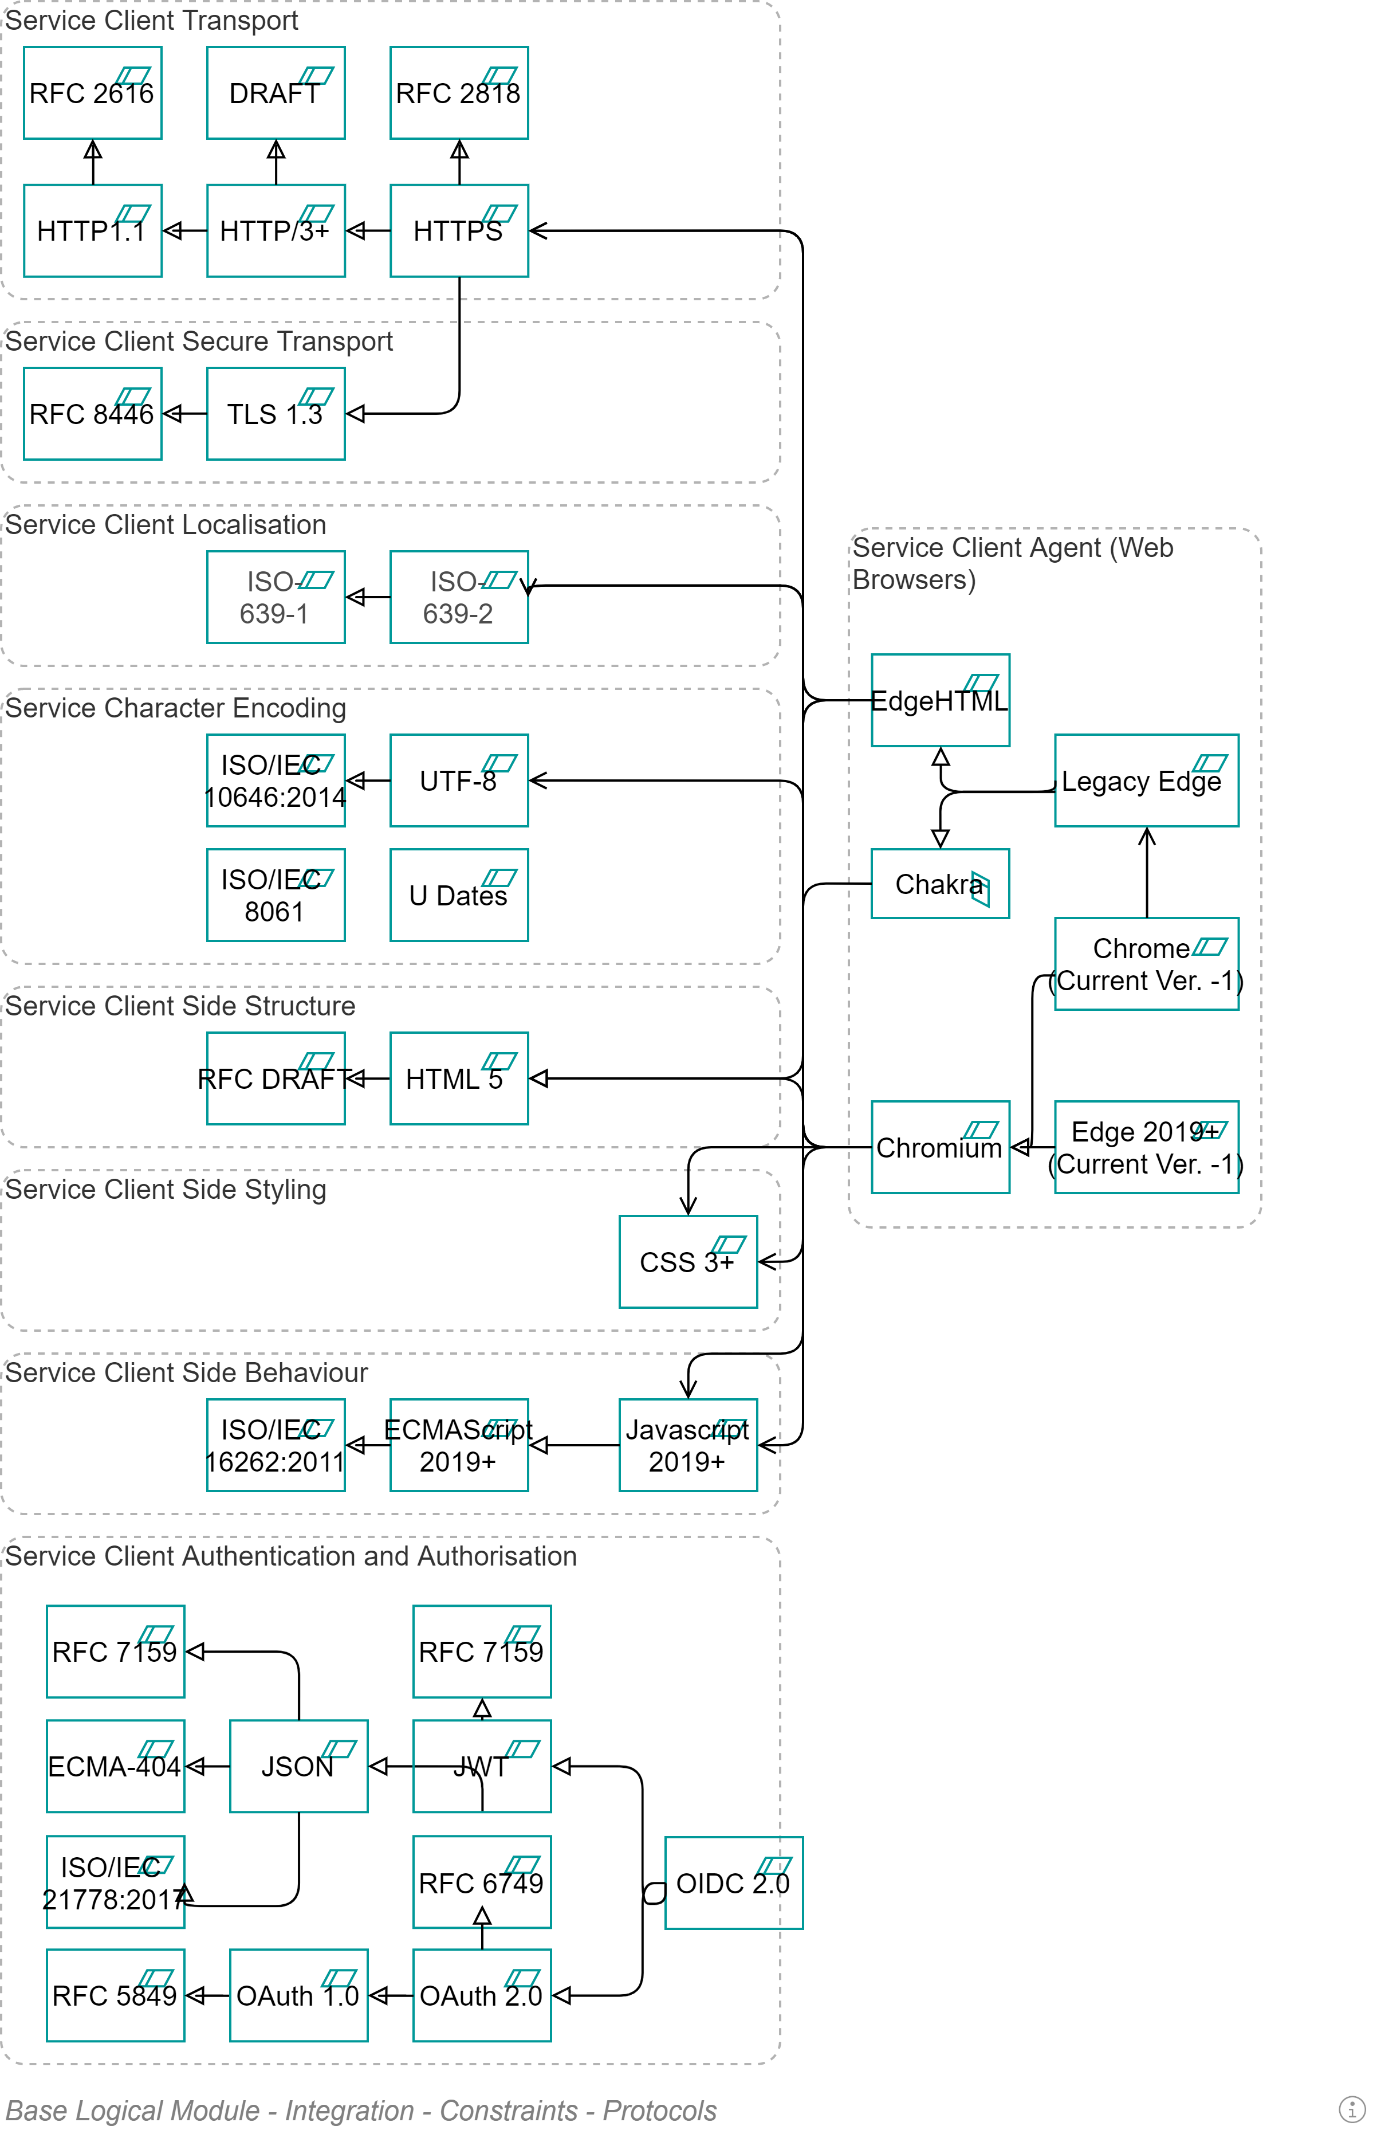 Service Client Transport
RFC 2616
DRAFT
RFC 2818
HTTP1.1
HTTP/3+
HTTPS
Service Client Secure Transport
RFC 8446
TLS 1.3
Service Client Localisation
ISO-
639-1
ISO-
639-2
Service Client Agent (Web
Browsers)
EdgeHTML
Legacy Edge
Chakra
Chrome
(Current Ver. -1)
Chromium
Edge 2019+
(Current Ver. -1)
Service Character Encoding
ISO/IEC
10646:2014
UTF-8
ISO/IEC
8061
U Dates
Service Client Side Structure
RFC DRAFT
HTML 5
Service Client Side Styling
CSS 3+
Service Client Side Behaviour
ISO/IEC
16262:2011
ECMAScript
2019+
Javascript
2019+
Service Client Authentication and Authorisation
RFC 7159
RFC 7159
ECMA-404
JSON
JWT
ISO/IEC
21778:2017
RFC 6749
OIDC 2.0
RFC 5849
OAuth 1.0
OAuth 2.0
Base Logical Module - Integration - Constraints - Protocols